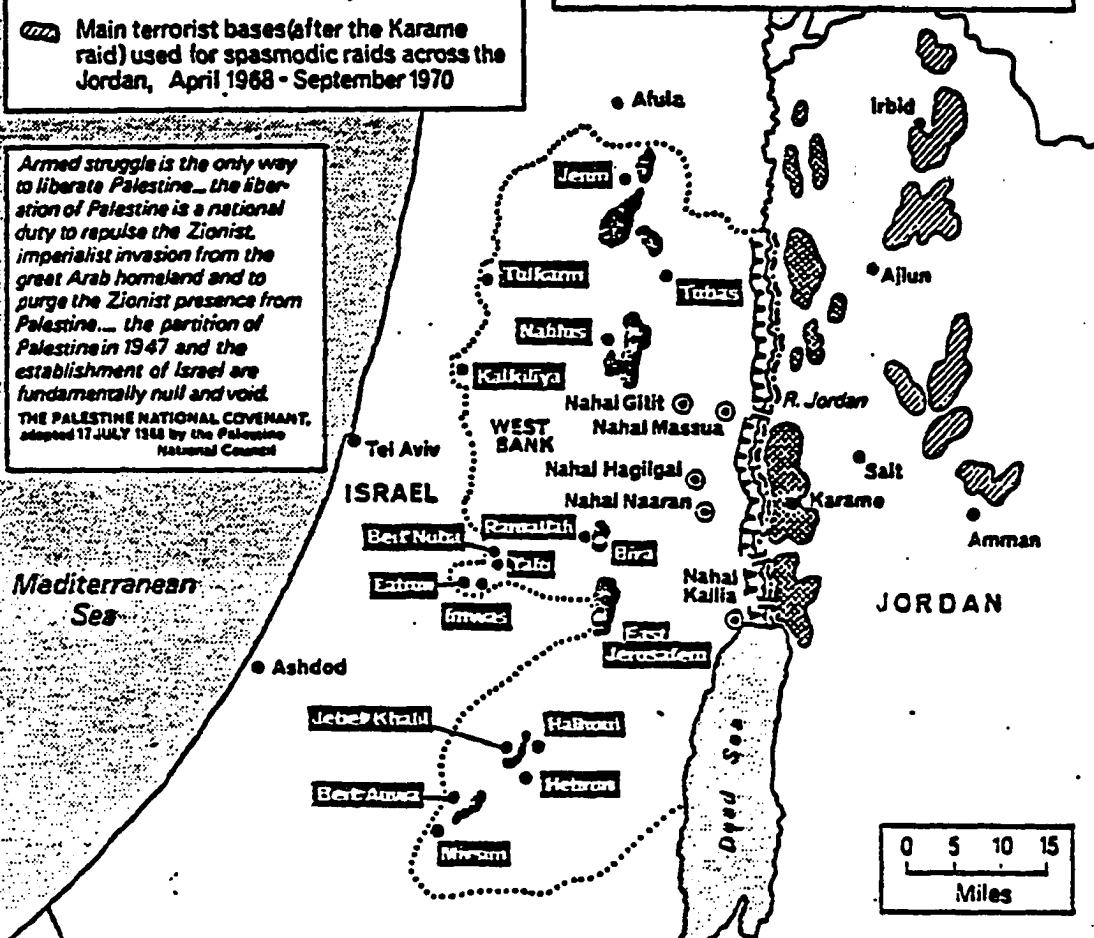 Main terrorist bases (after the Karame
raid) used for spasmodic raids across the
Jordan, April 1968 - September 1970
Armed struggle is the only way
to liberate Palestine... the liber-
ation of Palestine is a national
duty to repulse the Zionist,
imperialist invasion from the
great Arab homeland and to
purge the Zionist presence from
Palestine.... the partition of
Palestine in 1947 and the
establishment of Israel are
fundamentally null and void.
THE PALESTINE NATIONAL COVENANT,
adopted 17 JULY 1968 by the Palestine
National Council
Afula
Irbid
Jenin
Ajlun
Tulkarm
Tubas
Nablus
Kalkiliya
Nahal Gitit
R. Jordan
Nahal Massua
WEST
BANK
Tel Aviv
Nahal Hagilgal
Salt
ISRAEL
Nahal Naaran
Karame
Ramallah
Beit Nuba
Bira
Amman
Yalu
Mediterranean
Sea
Nahal
Kallia
JORDAN
Imwas
East
Jerusalem
Ashdod
Jebel Khalil
Halhoul
Hebron
Beit Auwa
Dead Sea
0 5 10 15
Miles